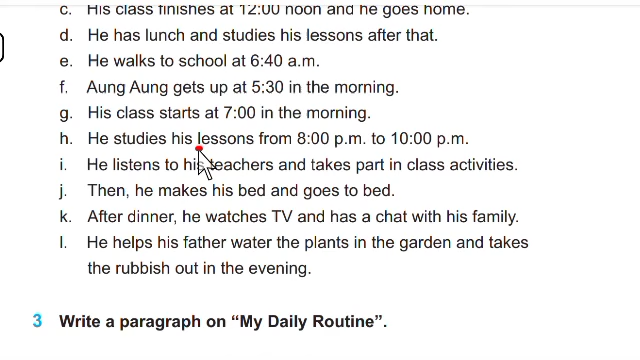 c. His class finishes at 12:00 noon and he goes home.
d. He has lunch and studies his lessons after that.
e. He walks to school at 6:40 a.m.
f. Aung Aung gets up at 5:30 in the morning.
g. His class starts at 7:00 in the morning.
h. He studies his lessons from 8:00 p.m. to 10:00 p.m.
i. He listens to his teachers and takes part in class activities.
j. Then, he makes his bed and goes to bed.
k. After dinner, he watches TV and has a chat with his family.
l. He helps his father water the plants in the garden and takes
the rubbish out in the evening.
3 Write a paragraph on “My Daily Routine”.